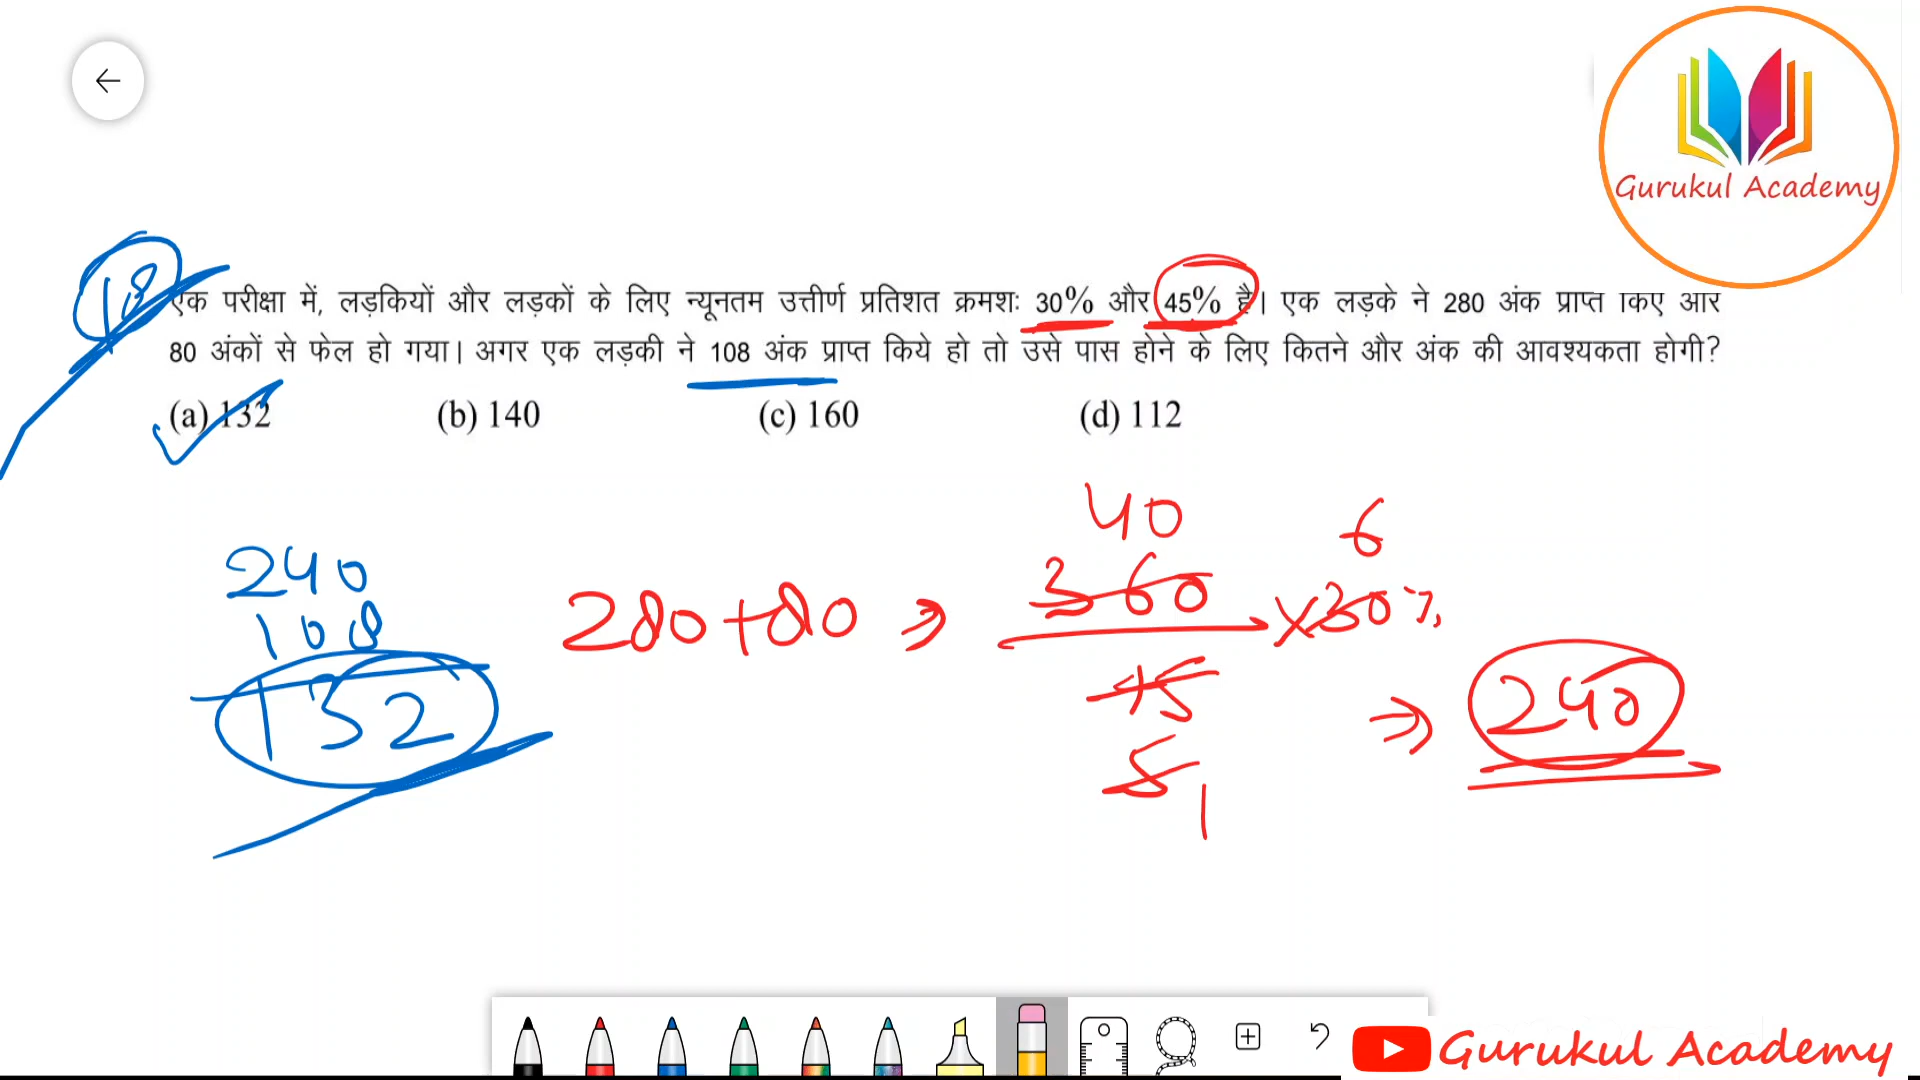 Gurukul Academy
18
एक परीक्षा में, लड़कियों और लड़कों के लिए न्यूनतम उत्तीर्ण प्रतिशत क्रमशः 30% और 45% है। एक लड़के ने 280 अंक प्राप्त किए और
80 अंकों से फेल हो गया। अगर एक लड़की ने 108 अंक प्राप्त किये हो तो उसे पास होने के लिए कितने और अंक की आवश्यकता होगी?
(a) 132 (b) 140 (c) 160 (d) 112
40 6
240
108
132
280+80 ⇒ 360 ×30%
45
5
1
⇒ 240
Gurukul Academy